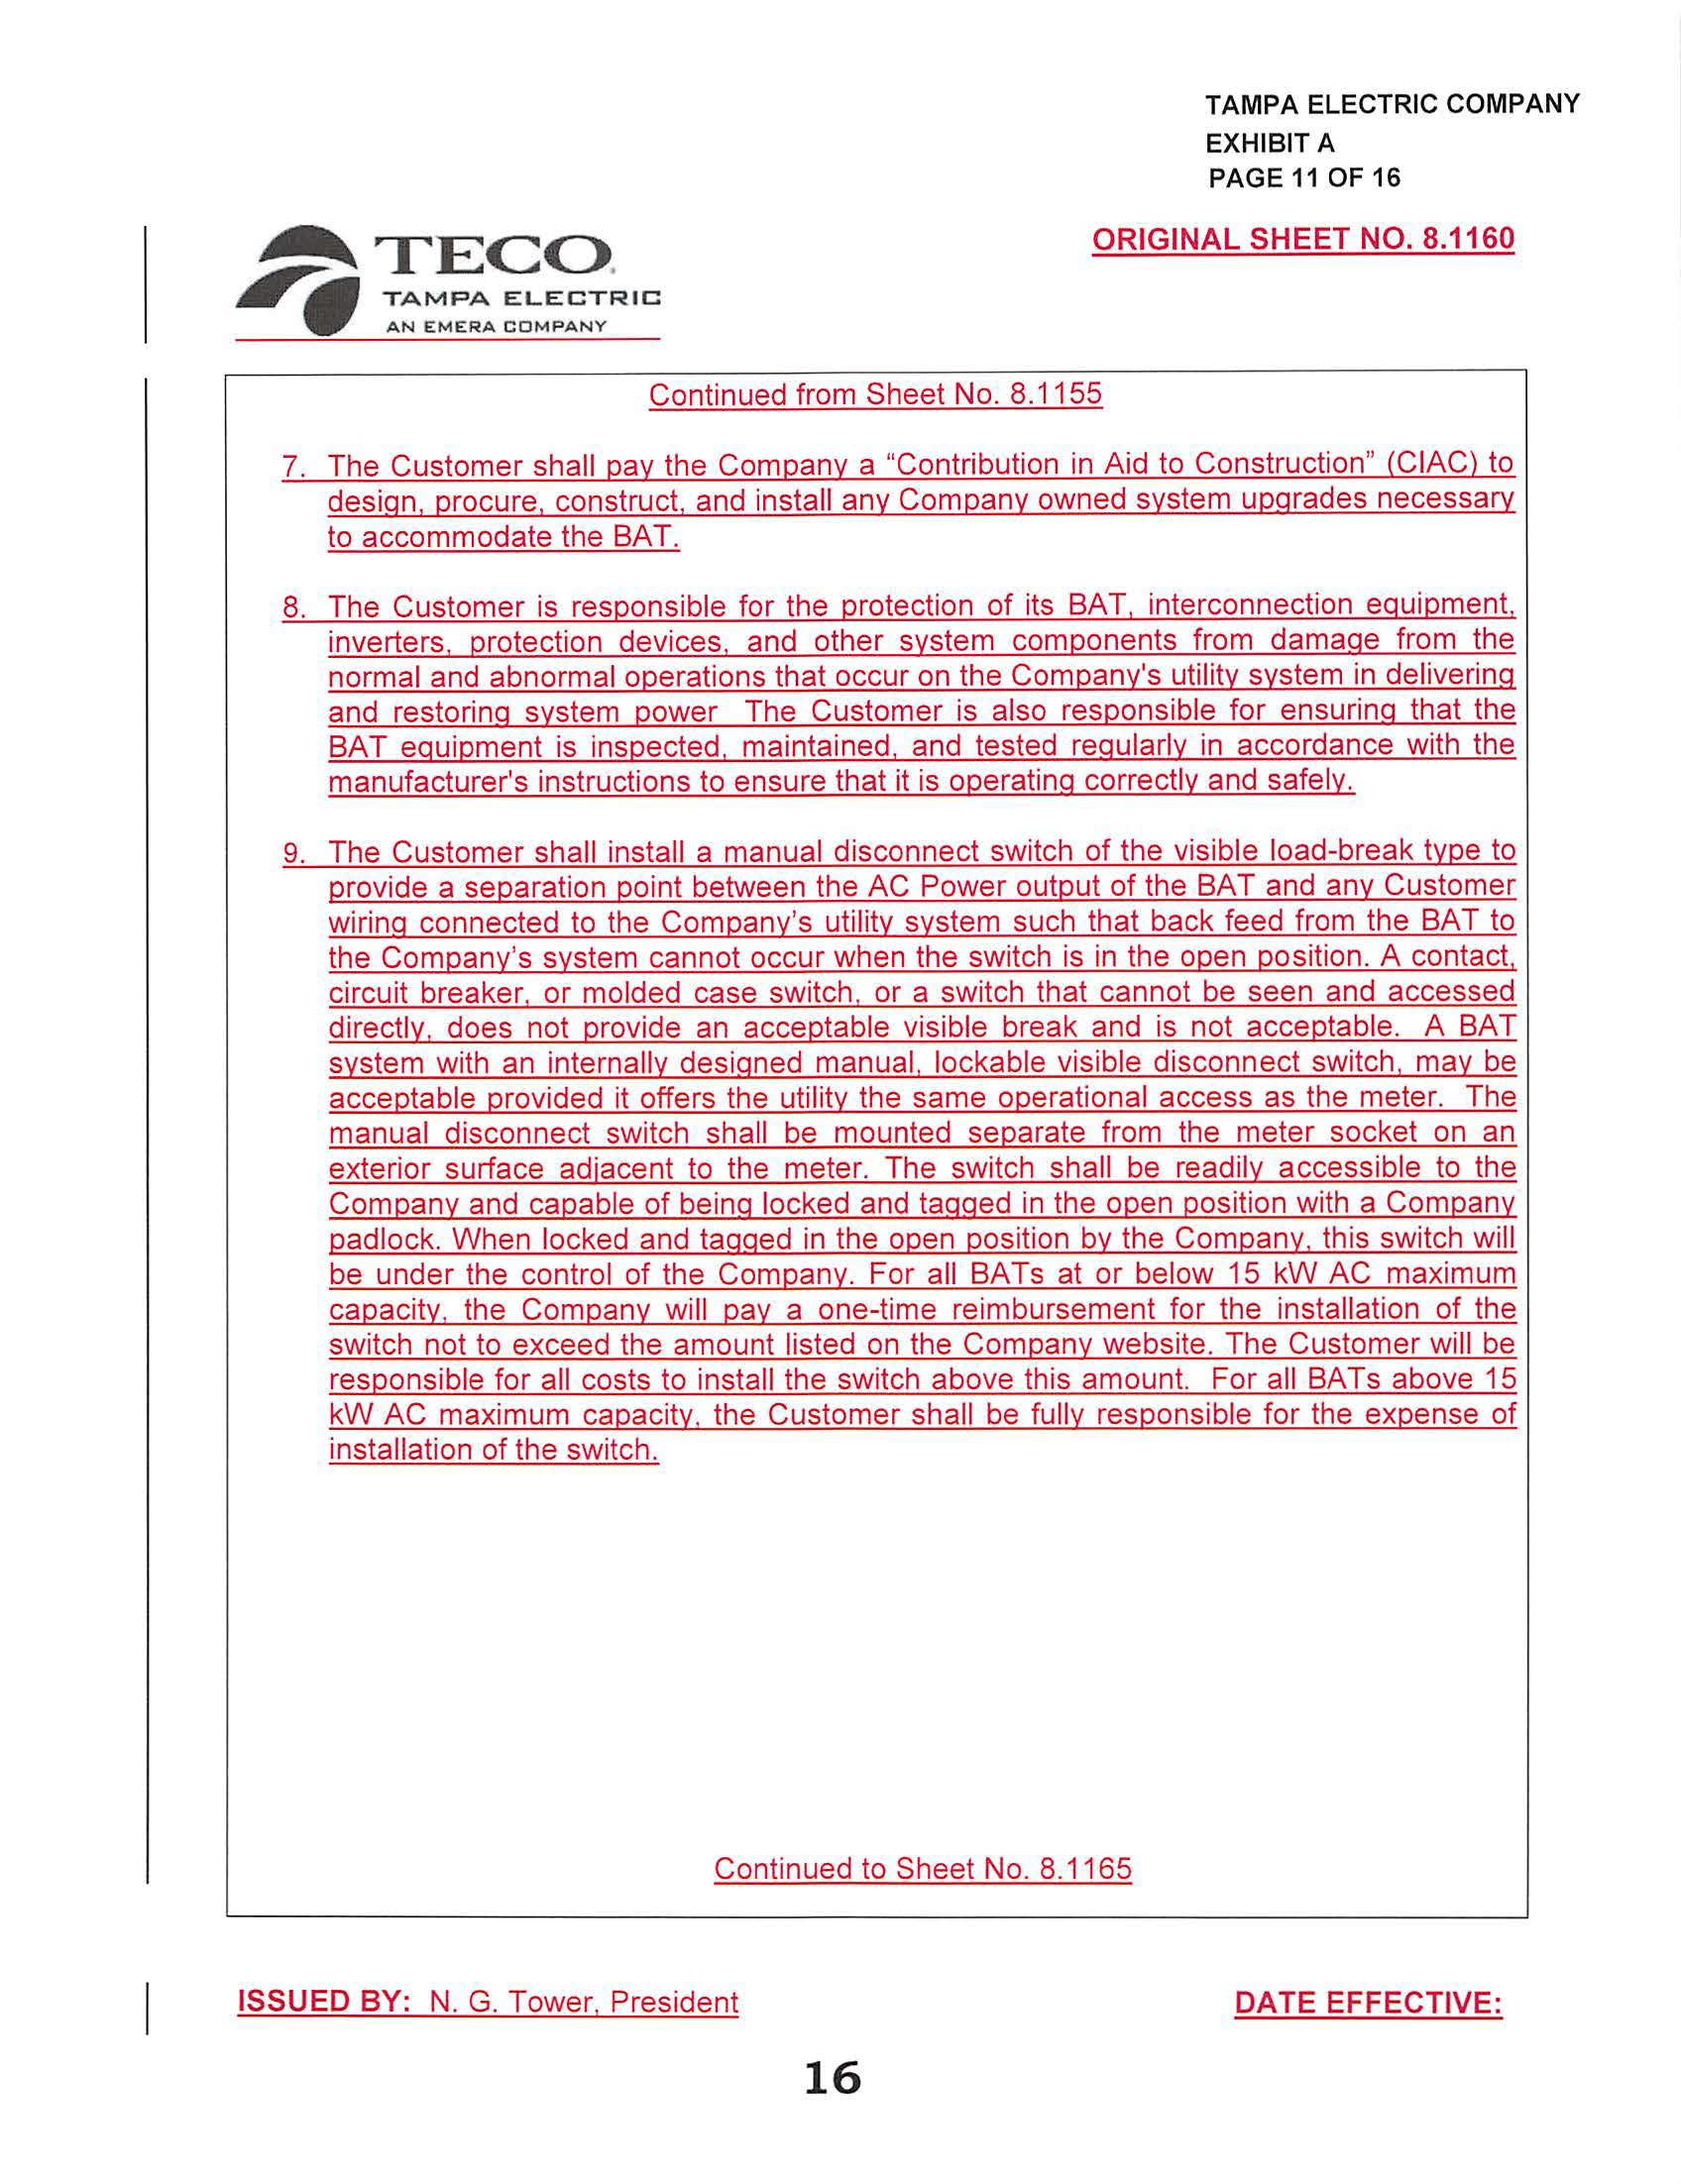 TAMPA ELECTRIC COMPANY
EXHIBIT A
PAGE 11 OF 16
ORIGINAL SHEET NO. 8.1160
TECO.
TAMPA ELECTRIC
AN EMERA COMPANY
Continued from Sheet No. 8.1155
7. The Customer shall pay the Company a “Contribution in Aid to Construction” (CIAC) to
design, procure, construct, and install any Company owned system upgrades necessary
to accommodate the BAT.
8. The Customer is responsible for the protection of its BAT, interconnection equipment,
inverters, protection devices, and other system components from damage from the
normal and abnormal operations that occur on the Company's utility system in delivering
and restoring system power The Customer is also responsible for ensuring that the
BAT equipment is inspected, maintained, and tested regularly in accordance with the
manufacturer's instructions to ensure that it is operating correctly and safely.
9. The Customer shall install a manual disconnect switch of the visible load-break type to
provide a separation point between the AC Power output of the BAT and any Customer
wiring connected to the Company’s utility system such that back feed from the BAT to
the Company’s system cannot occur when the switch is in the open position. A contact,
circuit breaker, or molded case switch, or a switch that cannot be seen and accessed
directly, does not provide an acceptable visible break and is not acceptable. A BAT
system with an internally designed manual, lockable visible disconnect switch, may be
acceptable provided it offers the utility the same operational access as the meter. The
manual disconnect switch shall be mounted separate from the meter socket on an
exterior surface adjacent to the meter. The switch shall be readily accessible to the
Company and capable of being locked and tagged in the open position with a Company
padlock. When locked and tagged in the open position by the Company, this switch will
be under the control of the Company. For all BATs at or below 15 kW AC maximum
capacity, the Company will pay a one-time reimbursement for the installation of the
switch not to exceed the amount listed on the Company website. The Customer will be
responsible for all costs to install the switch above this amount. For all BATs above 15
kW AC maximum capacity, the Customer shall be fully responsible for the expense of
installation of the switch.
Continued to Sheet No. 8.1165
ISSUED BY: N. G. Tower, President
DATE EFFECTIVE:
16